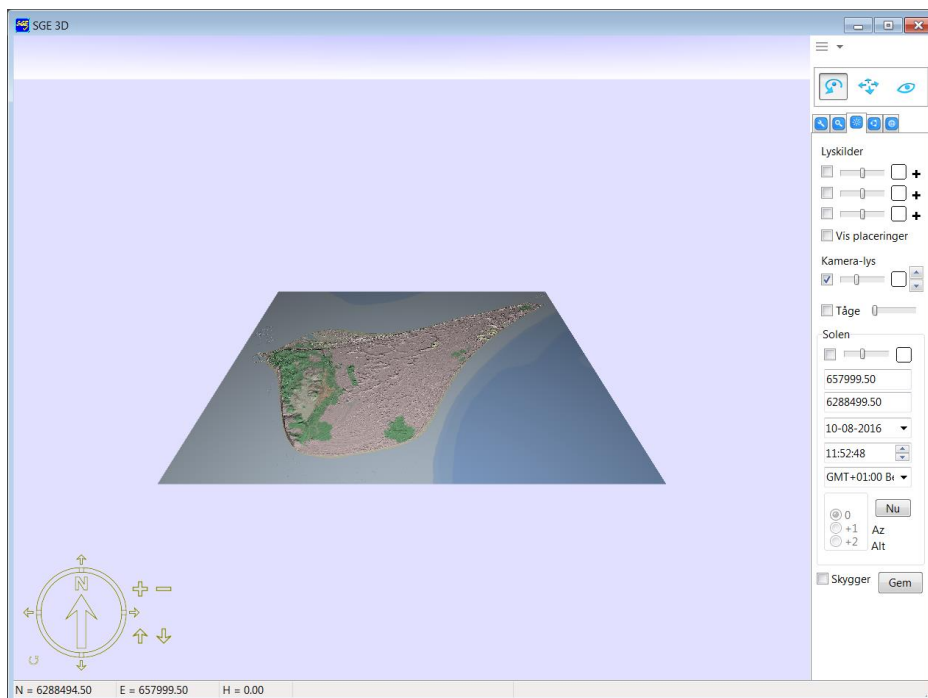 SGE 3D
Lyskilder
Vis placeringer
Kamera-lys
Tåge
Solen
657999.50
6288499.50
10-08-2016
11:52:48
GMT+01:00 Be
Nu
0
+1
+2
Az
Alt
Skygger
Gem
N
N = 6288494.50 E = 657999.50 H = 0.00